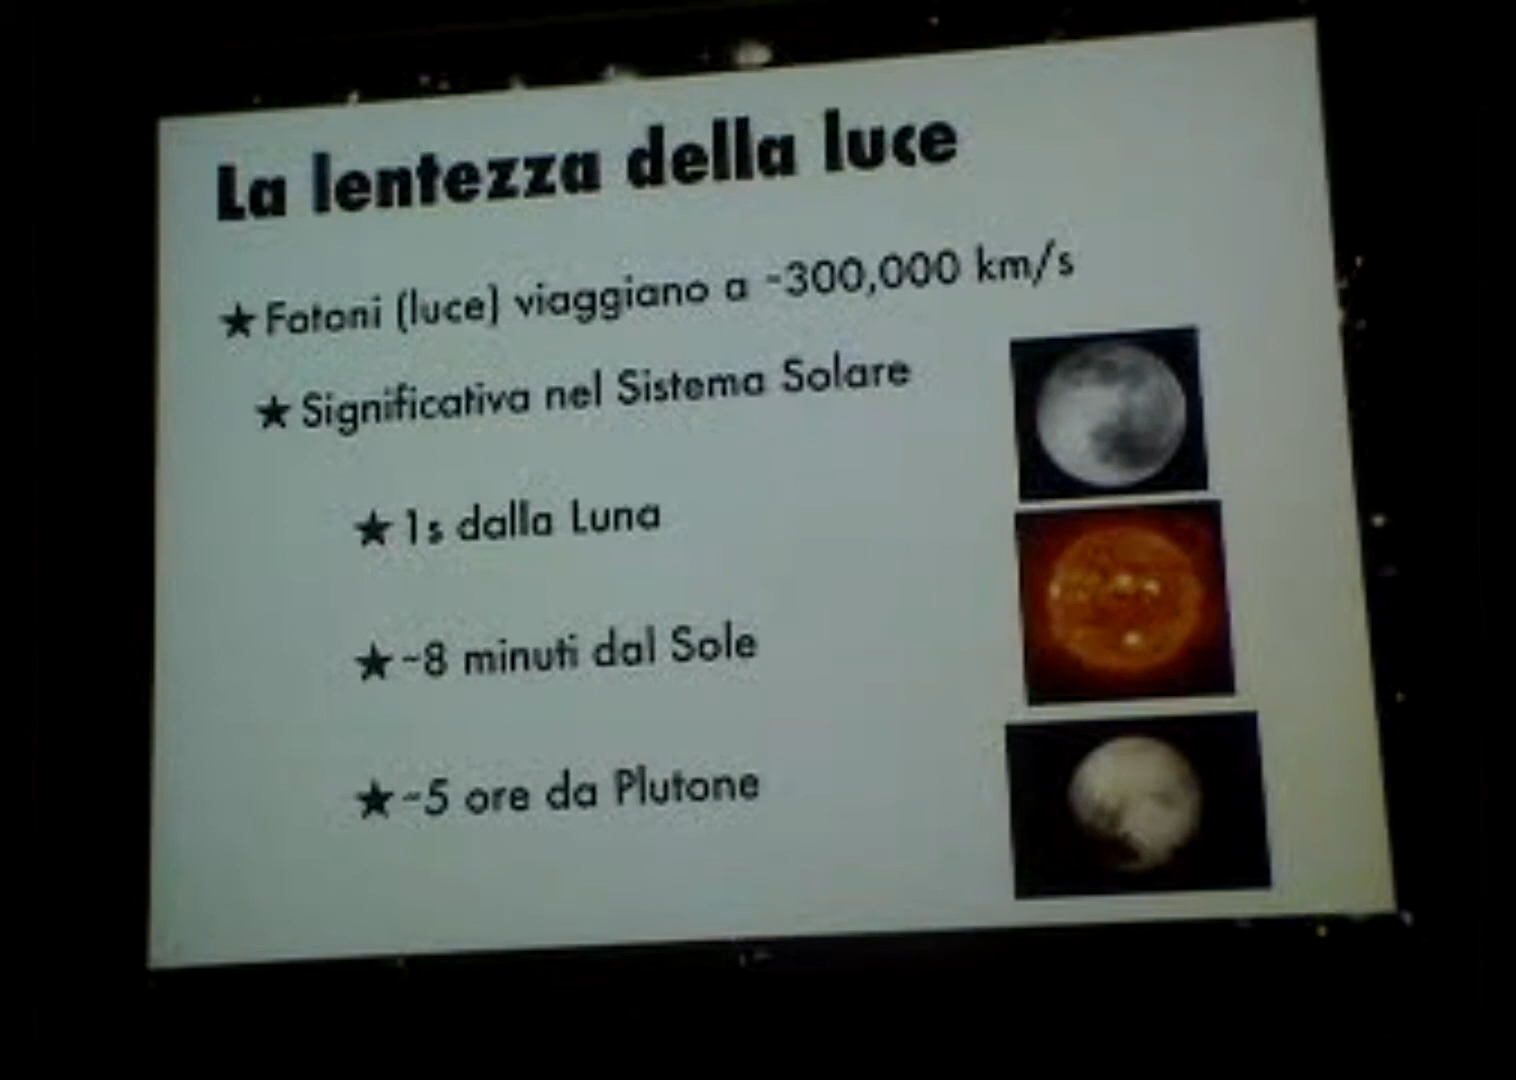 La lentezza della luce
★ Fotoni (luce) viaggiano a ~300,000 km/s
★ Significativa nel Sistema Solare
★ 1s dalla Luna
★ ~8 minuti dal Sole
★ ~5 ore da Plutone